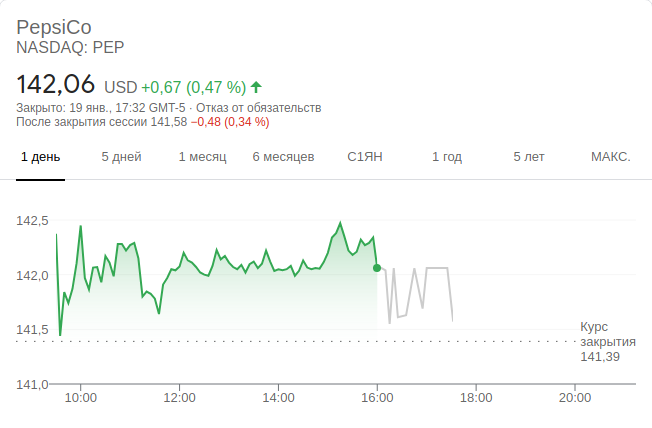 PepsiCo
NASDAQ: PEP
142,06 USD +0,67 (0,47 %)
Закрыто: 19 янв., 17:32 GMT-5 · Отказ от обязательств
После закрытия сессии 141,58 −0,48 (0,34 %)
1 день 5 дней 1 месяц 6 месяцев С1ЯН 1 год 5 лет МАКС.
142,5
142,0
141,5
Курс
закрытия
141,39
141,0
10:00 12:00 14:00 16:00 18:00 20:00